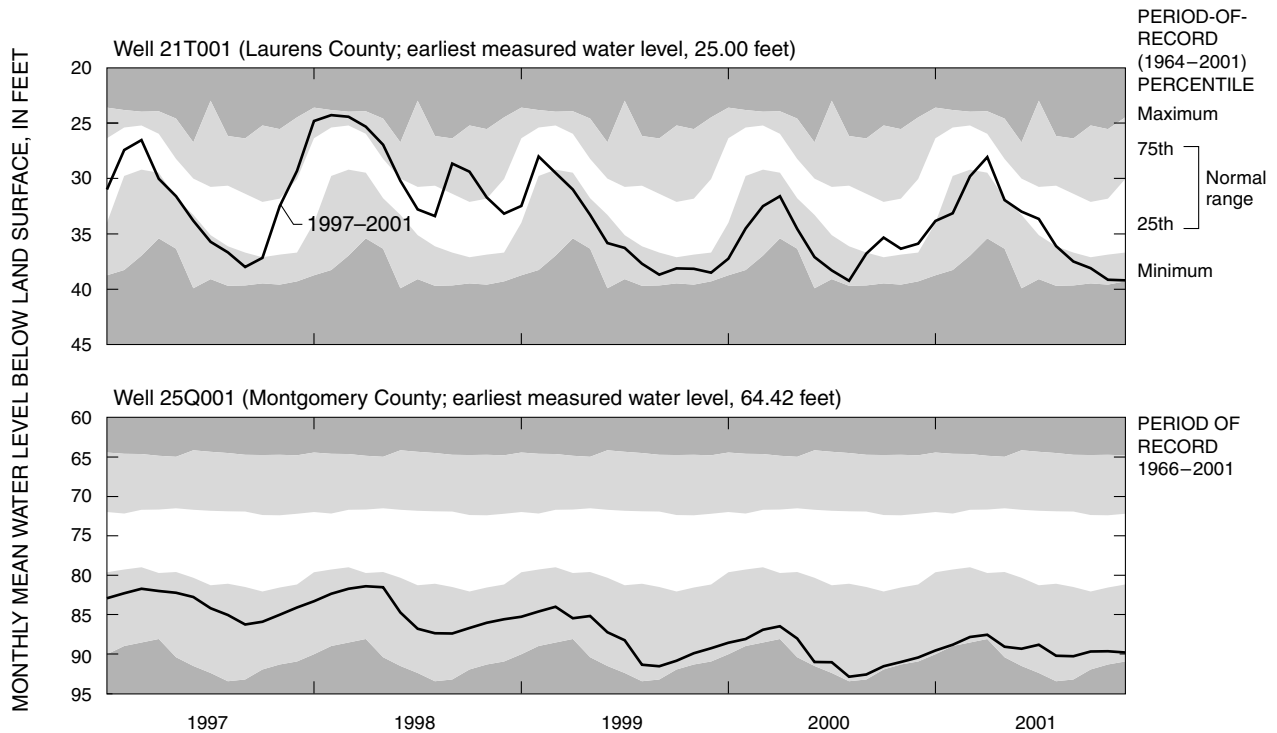 MONTHLY MEAN WATER LEVEL BELOW LAND SURFACE, IN FEET
Well 21T001 (Laurens County; earliest measured water level, 25.00 feet)
20
25
30
35
40
45
1997–2001
PERIOD-OF-
RECORD
(1964–2001)
PERCENTILE
Maximum
75th
Normal
range
25th
Minimum
Well 25Q001 (Montgomery County; earliest measured water level, 64.42 feet)
60
65
70
75
80
85
90
95
PERIOD OF
RECORD
1966–2001
1997
1998
1999
2000
2001